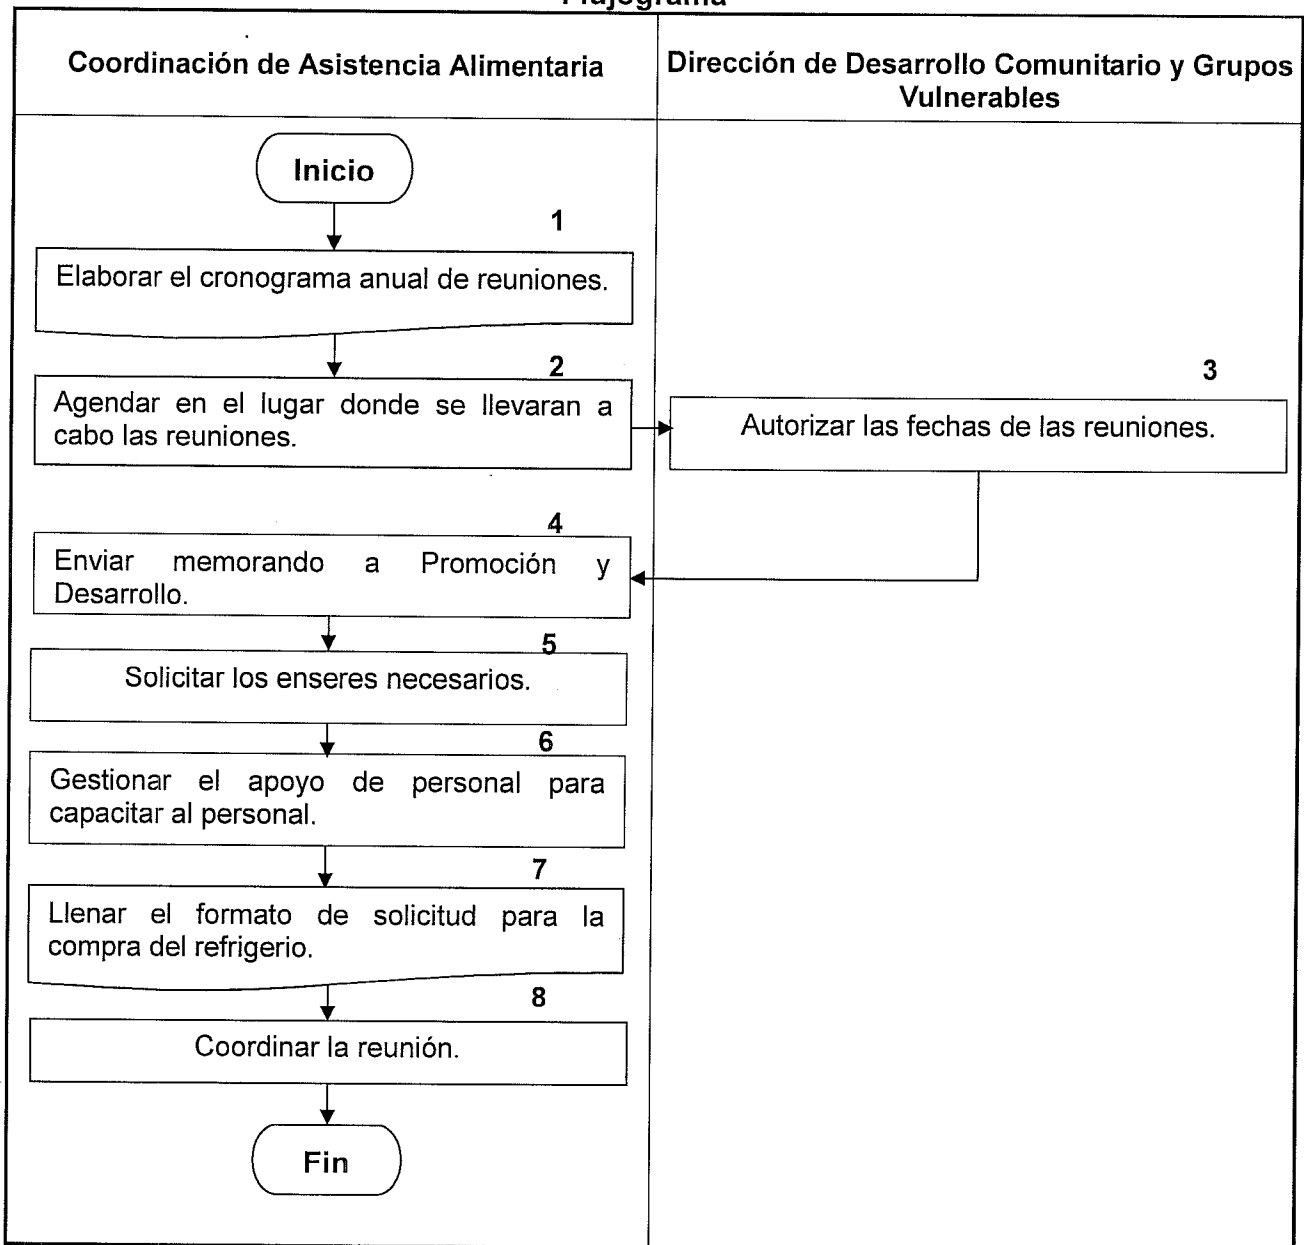 Flujograma
Coordinación de Asistencia Alimentaria
Dirección de Desarrollo Comunitario y Grupos
Vulnerables
Inicio
1
Elaborar el cronograma anual de reuniones.
2
Agendar en el lugar donde se llevaran a
cabo las reuniones.
3
Autorizar las fechas de las reuniones.
4
Enviar memorando a Promoción y
Desarrollo.
5
Solicitar los enseres necesarios.
6
Gestionar el apoyo de personal para
capacitar al personal.
7
Llenar el formato de solicitud para la
compra del refrigerio.
8
Coordinar la reunión.
Fin